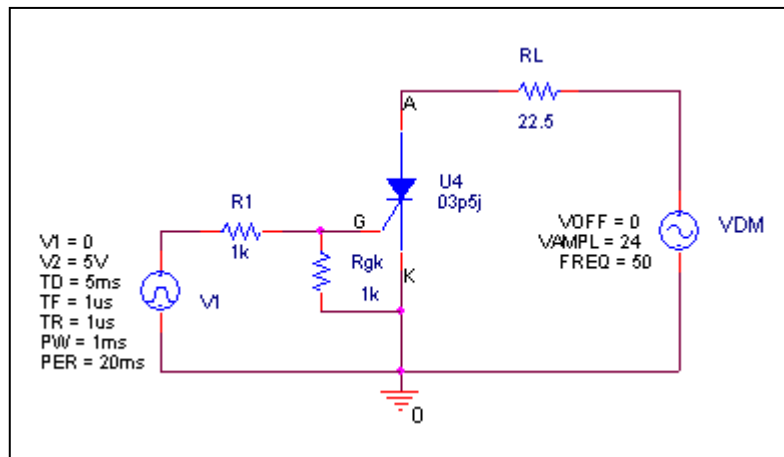 RL
22.5
A
U4
03p5j
R1
1k
G
Rgk
1k
K
V1 = 0
V2 = 5V
TD = 5ms
TF = 1us
TR = 1us
PW = 1ms
PER = 20ms
V1
VOFF = 0
VAMPL = 24
FREQ = 50
VDM
0